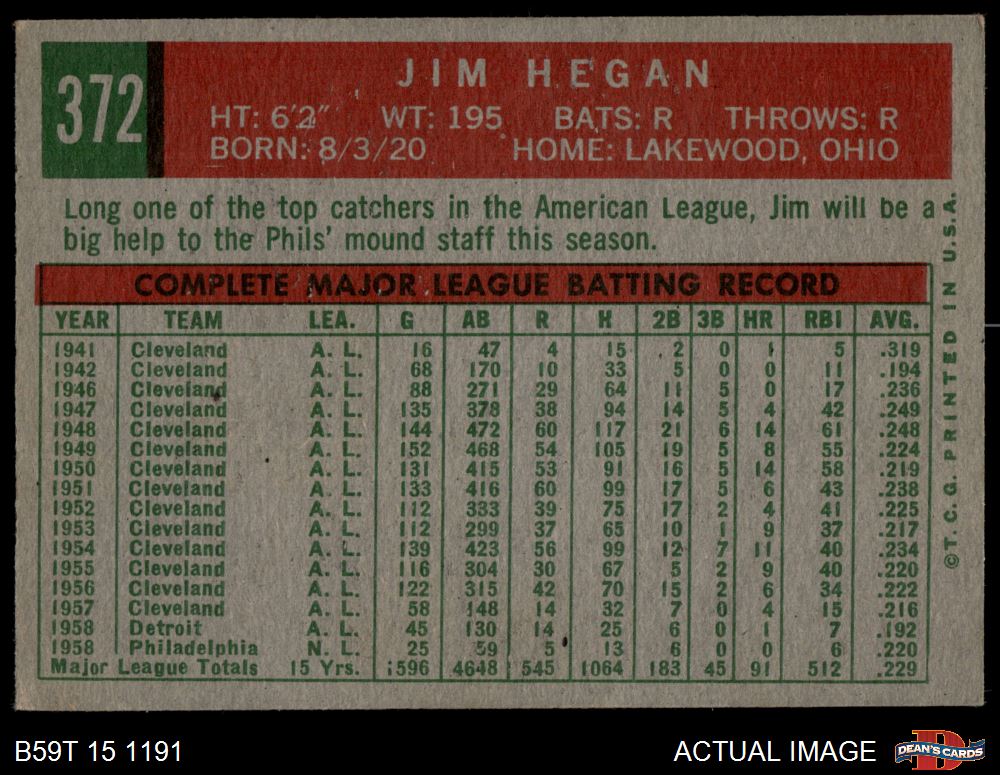 372
JIM HEGAN
HT: 6'2" WT: 195 BATS: R THROWS: R
BORN: 8/3/20 HOME: LAKEWOOD, OHIO
Long one of the top catchers in the American League, Jim will be a
big help to the Phils' mound staff this season.
COMPLETE MAJOR LEAGUE BATTING RECORD
YEAR TEAM LEA. G AB R H 2B 3B HR RBI AVG.
1941 Cleveland A. L. 16 47 4 15 2 0 1 5 .319
1942 Cleveland A. L. 68 170 10 33 5 0 0 11 .194
1946 Cleveland A. L. 88 271 29 64 11 5 0 17 .236
1947 Cleveland A. L. 135 378 38 94 14 5 4 42 .249
1948 Cleveland A. L. 144 472 60 117 21 6 14 61 .248
1949 Cleveland A. L. 152 468 54 105 19 5 8 55 .224
1950 Cleveland A. L. 131 415 53 91 16 5 14 58 .219
1951 Cleveland A. L. 133 416 60 99 17 5 6 43 .238
1952 Cleveland A. L. 112 333 39 75 17 2 4 41 .225
1953 Cleveland A. L. 112 299 37 65 10 1 9 37 .217
1954 Cleveland A. L. 139 423 56 99 12 7 11 40 .234
1955 Cleveland A. L. 116 304 30 67 5 2 9 40 .220
1956 Cleveland A. L. 122 315 42 70 15 2 6 34 .222
1957 Cleveland A. L. 58 148 14 32 7 0 4 15 .216
1958 Detroit A. L. 45 130 14 25 6 0 1 7 .192
1958 Philadelphia N. L. 25 59 5 13 6 0 0 6 .220
Major League Totals 15 Yrs. 1596 4648 545 1064 183 45 91 512 .229
©T. C. G. PRINTED IN U.S.A.
B59T 15 1191
ACTUAL IMAGE
DEAN'S CARDS